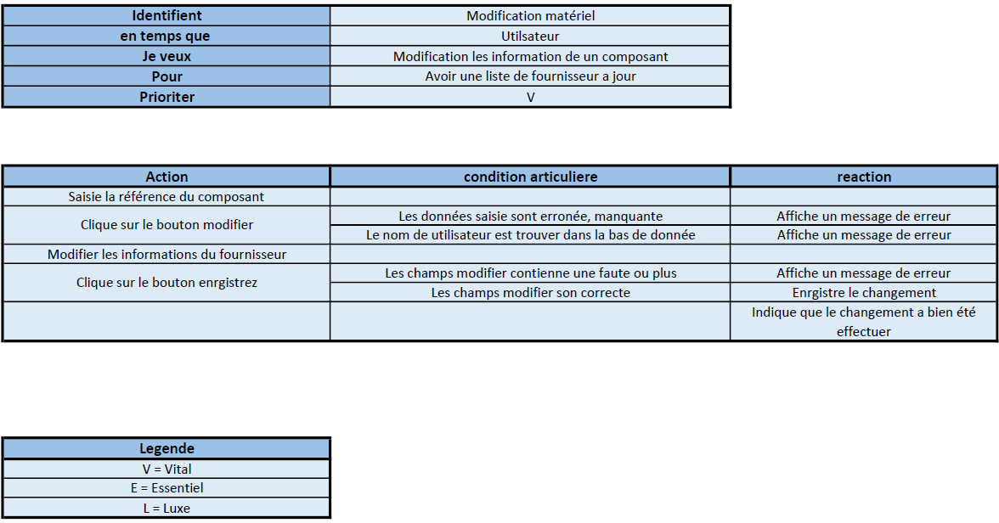 Identifient Modification matériel
en temps que Utilsateur
Je veux Modification les information de un composant
Pour Avoir une liste de fournisseur a jour
Prioriter V
Action condition articuliere reaction
Saisie la référence du composant
Clique sur le bouton modifier
Les données saisie sont erronée, manquante Affiche un message de erreur
Le nom de utilisateur est trouver dans la bas de donnée Affiche un message de erreur
Modifier les informations du fournisseur
Clique sur le bouton enrgistrez
Les champs modifier contienne une faute ou plus Affiche un message de erreur
Les champs modifier son correcte Enrgistre le changement
Indique que le changement a bien été
effectuer
Legende
V = Vital
E = Essentiel
L = Luxe